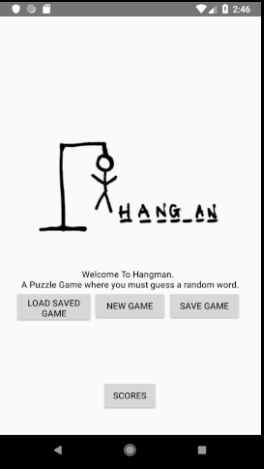 2:46
HANG_AN
Welcome To Hangman.
A Puzzle Game where you must guess a random word.
LOAD SAVED
GAME
NEW GAME
SAVE GAME
SCORES